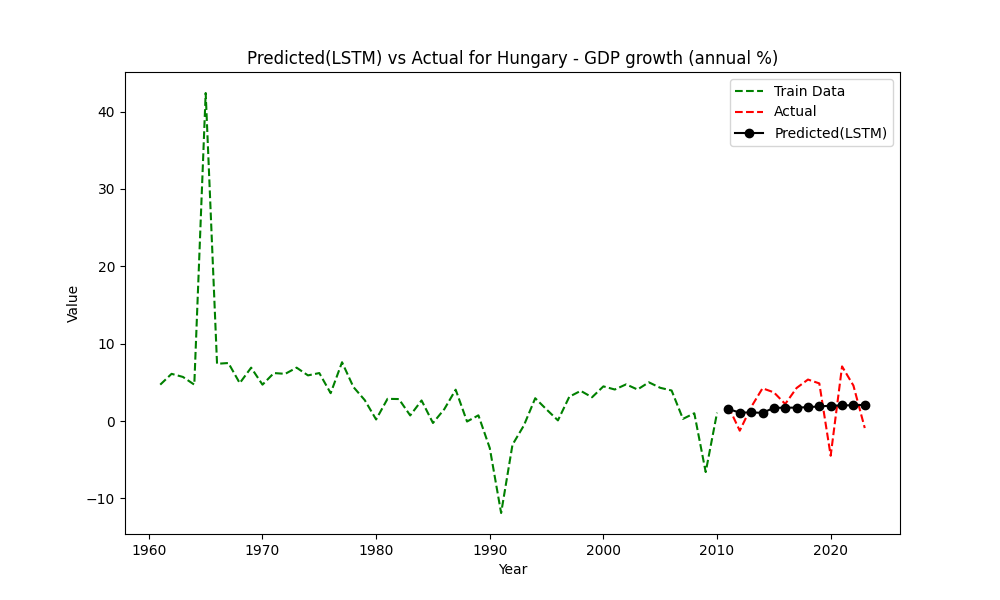 Predicted(LSTM) vs Actual for Hungary - GDP growth (annual %)
Train Data
Actual
Predicted(LSTM)
Value
40
30
20
10
0
−10
1960 1970 1980 1990 2000 2010 2020
Year